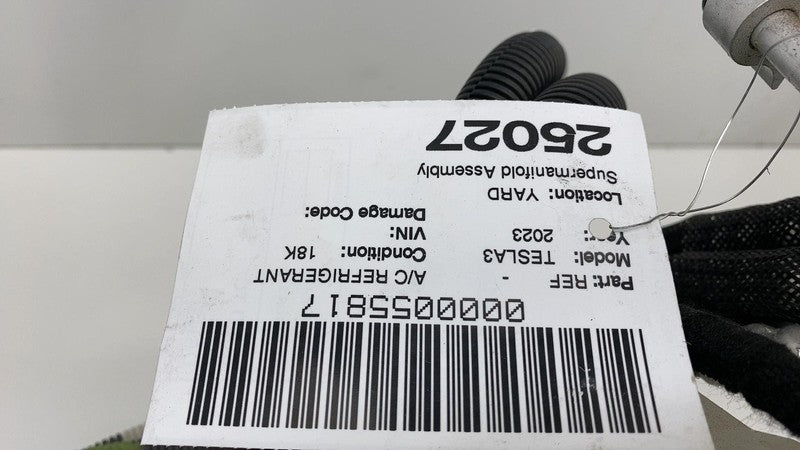 0000055817
Part: REF - A/C REFRIGERANT
Model: TESLA3 Condition: 18K
Year: 2023 VIN:
Damage Code:
Location: YARD
Supermanifold Assembly
25027